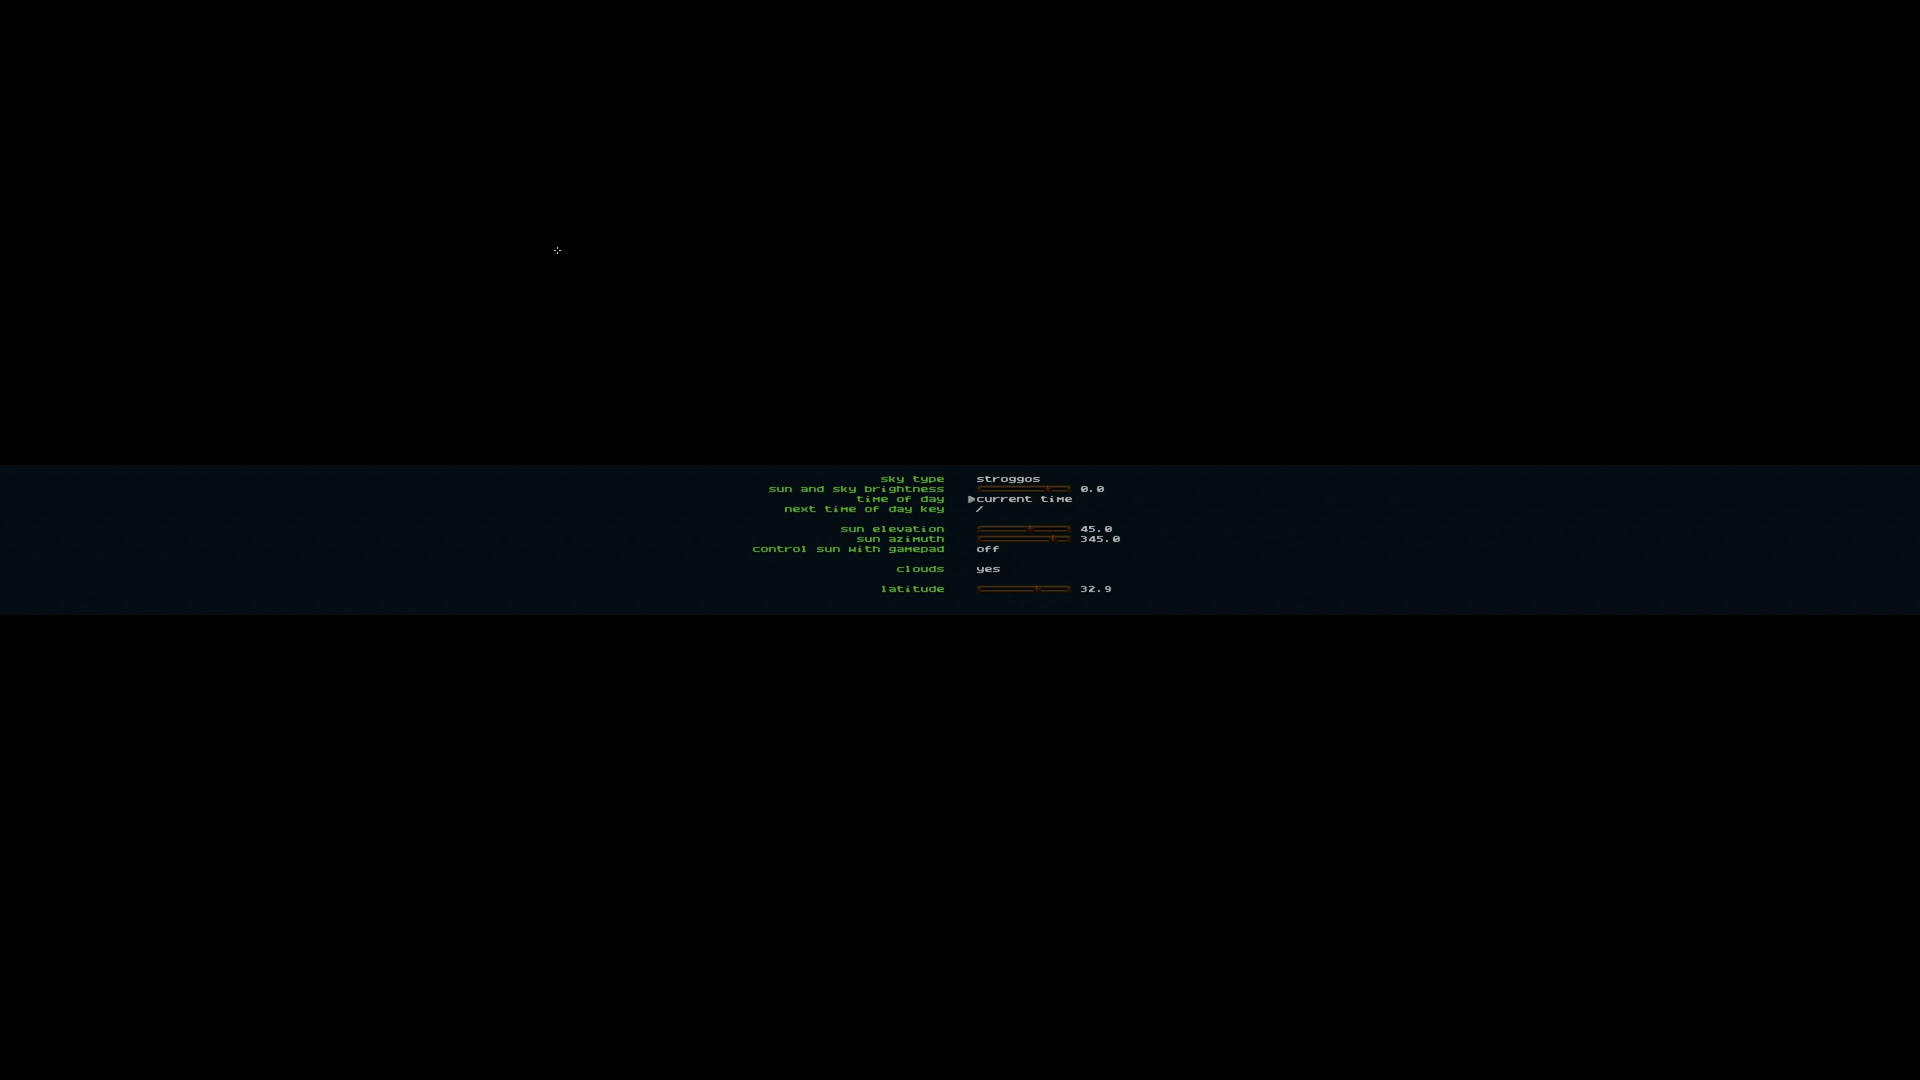 sky type stroggos
sun and sky brightness 0.0
time of day current time
next time of day key /
sun elevation 45.0
sun azimuth 345.0
control sun with gamepad off
clouds yes
latitude 32.9